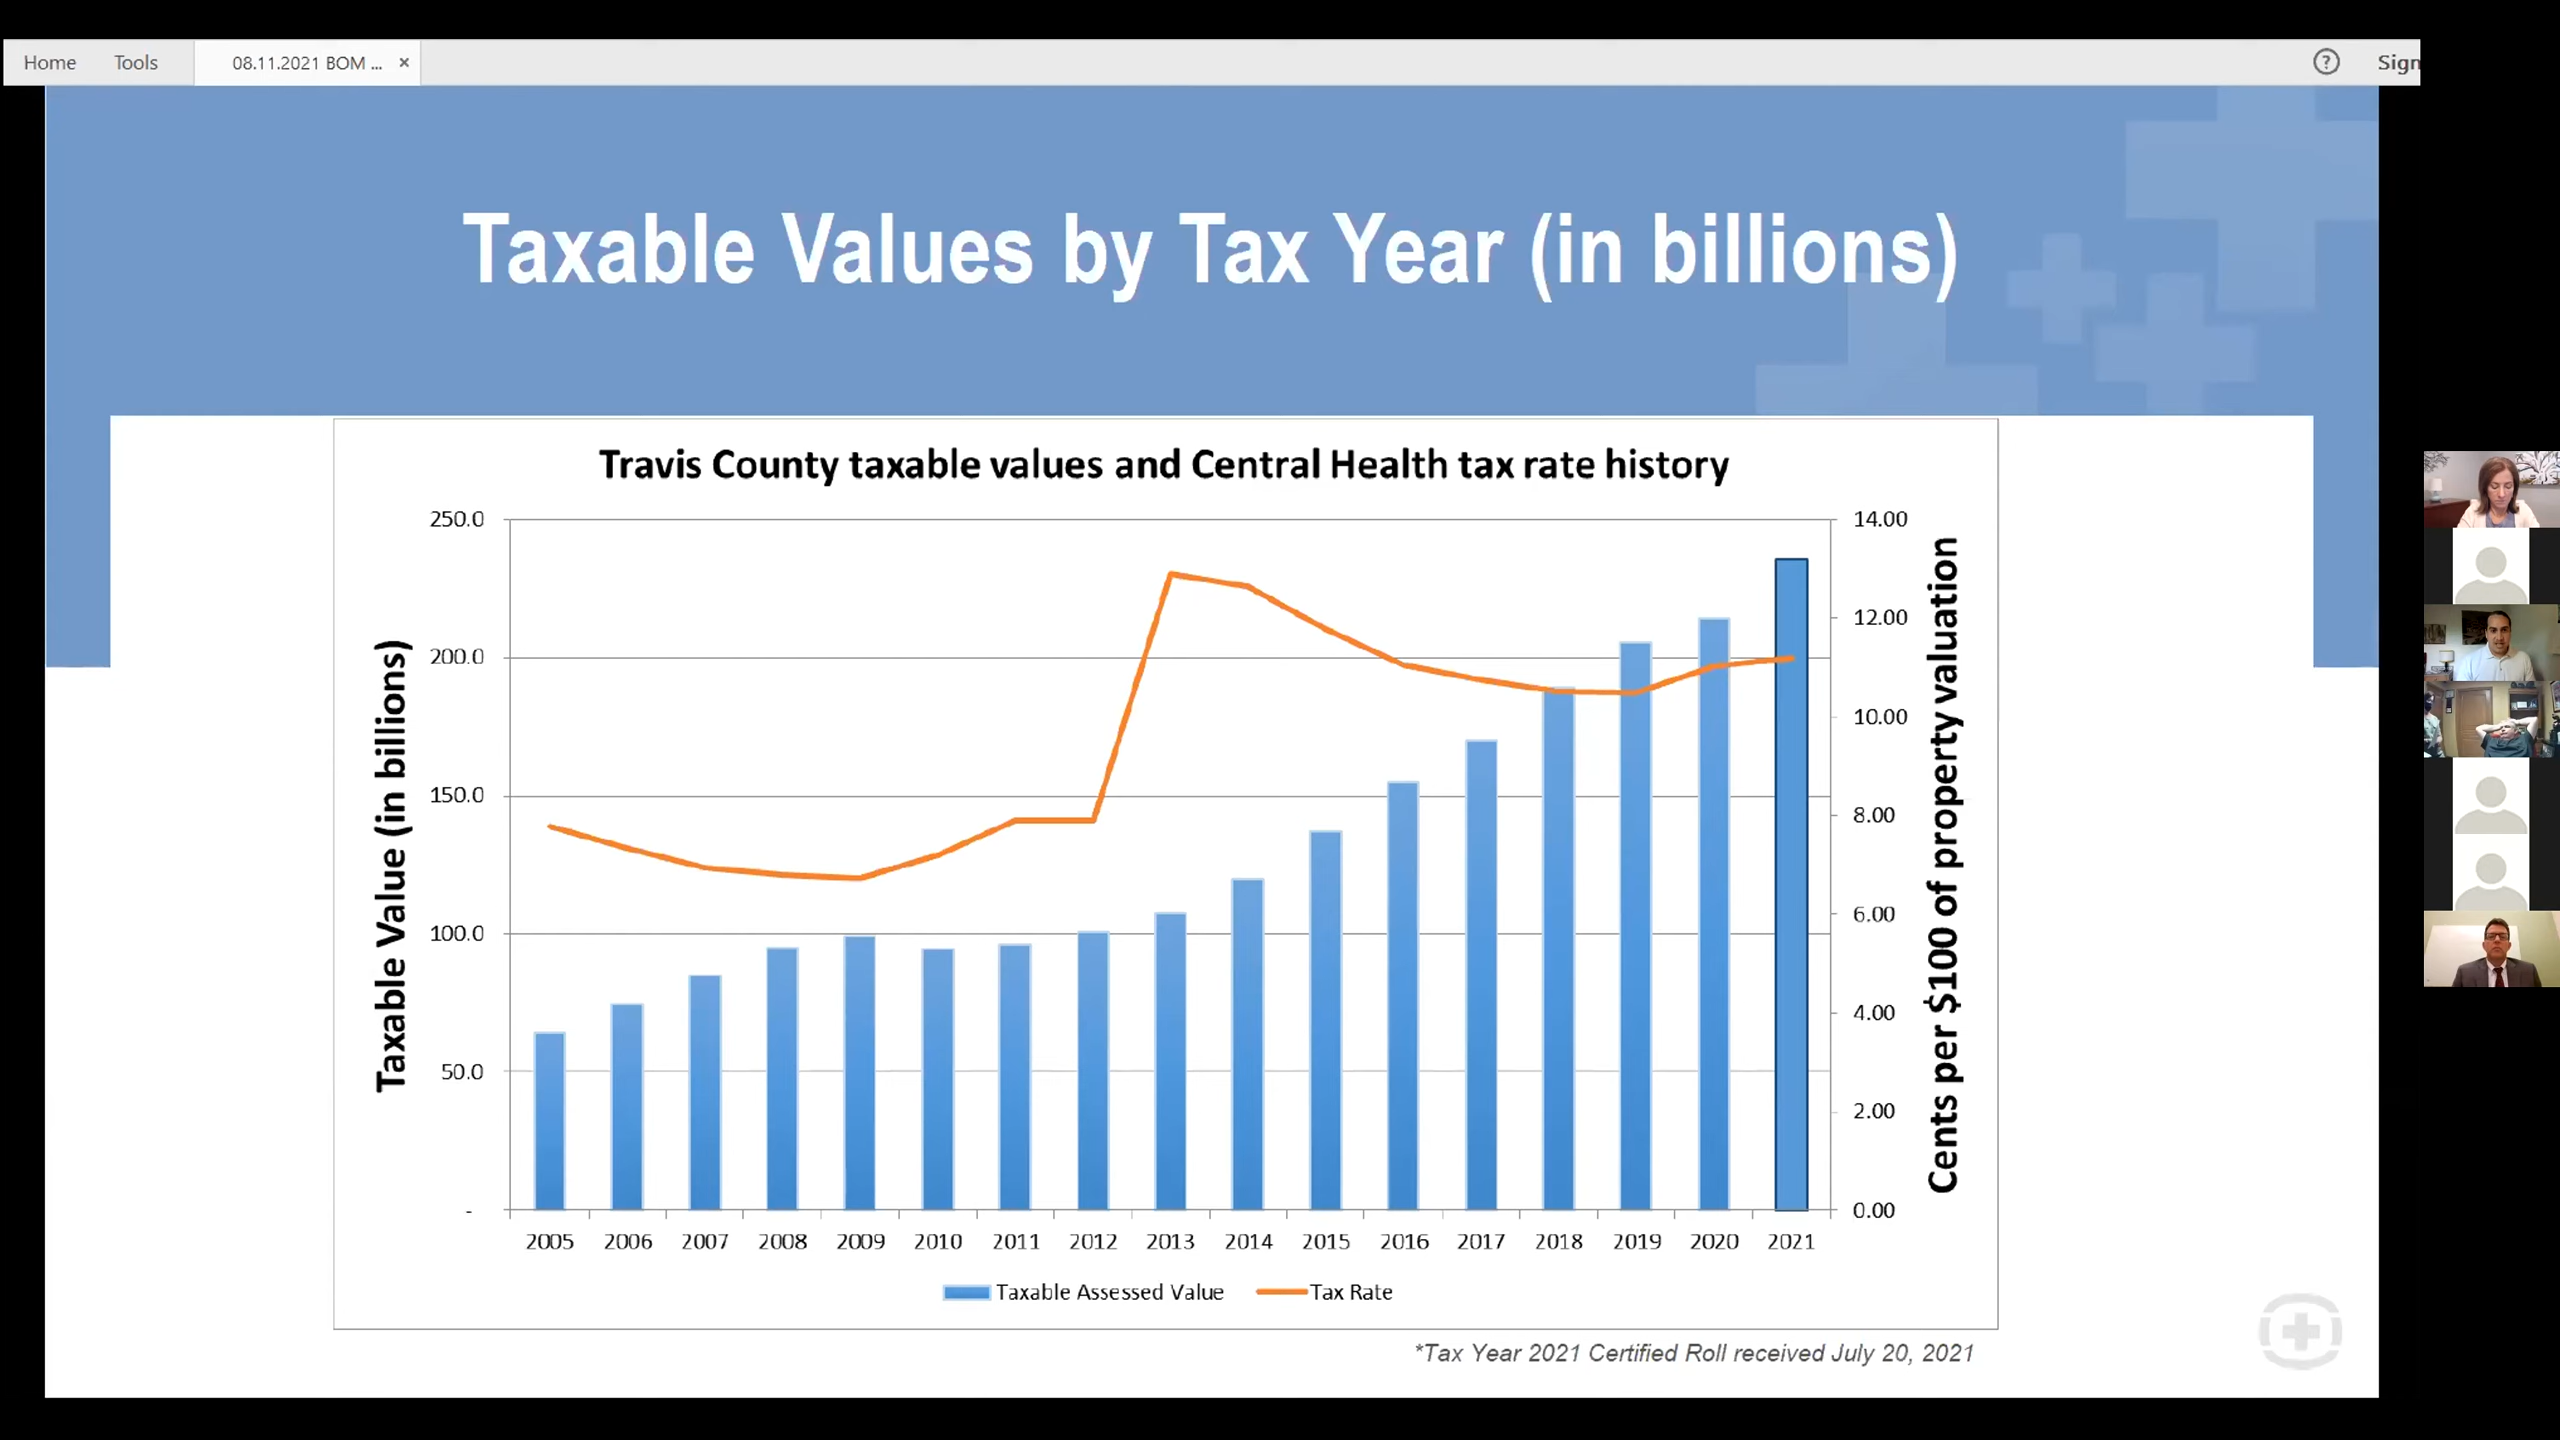 Home Tools 08.11.2021 BOM ... × ? Sign
Taxable Values by Tax Year (in billions)
Travis County taxable values and Central Health tax rate history
Taxable Value (in billions)
250.0
200.0
150.0
100.0
50.0
-
14.00
12.00
10.00
8.00
6.00
4.00
2.00
0.00
Cents per $100 of property valuation
2005 2006 2007 2008 2009 2010 2011 2012 2013 2014 2015 2016 2017 2018 2019 2020 2021
Taxable Assessed Value Tax Rate
*Tax Year 2021 Certified Roll received July 20, 2021